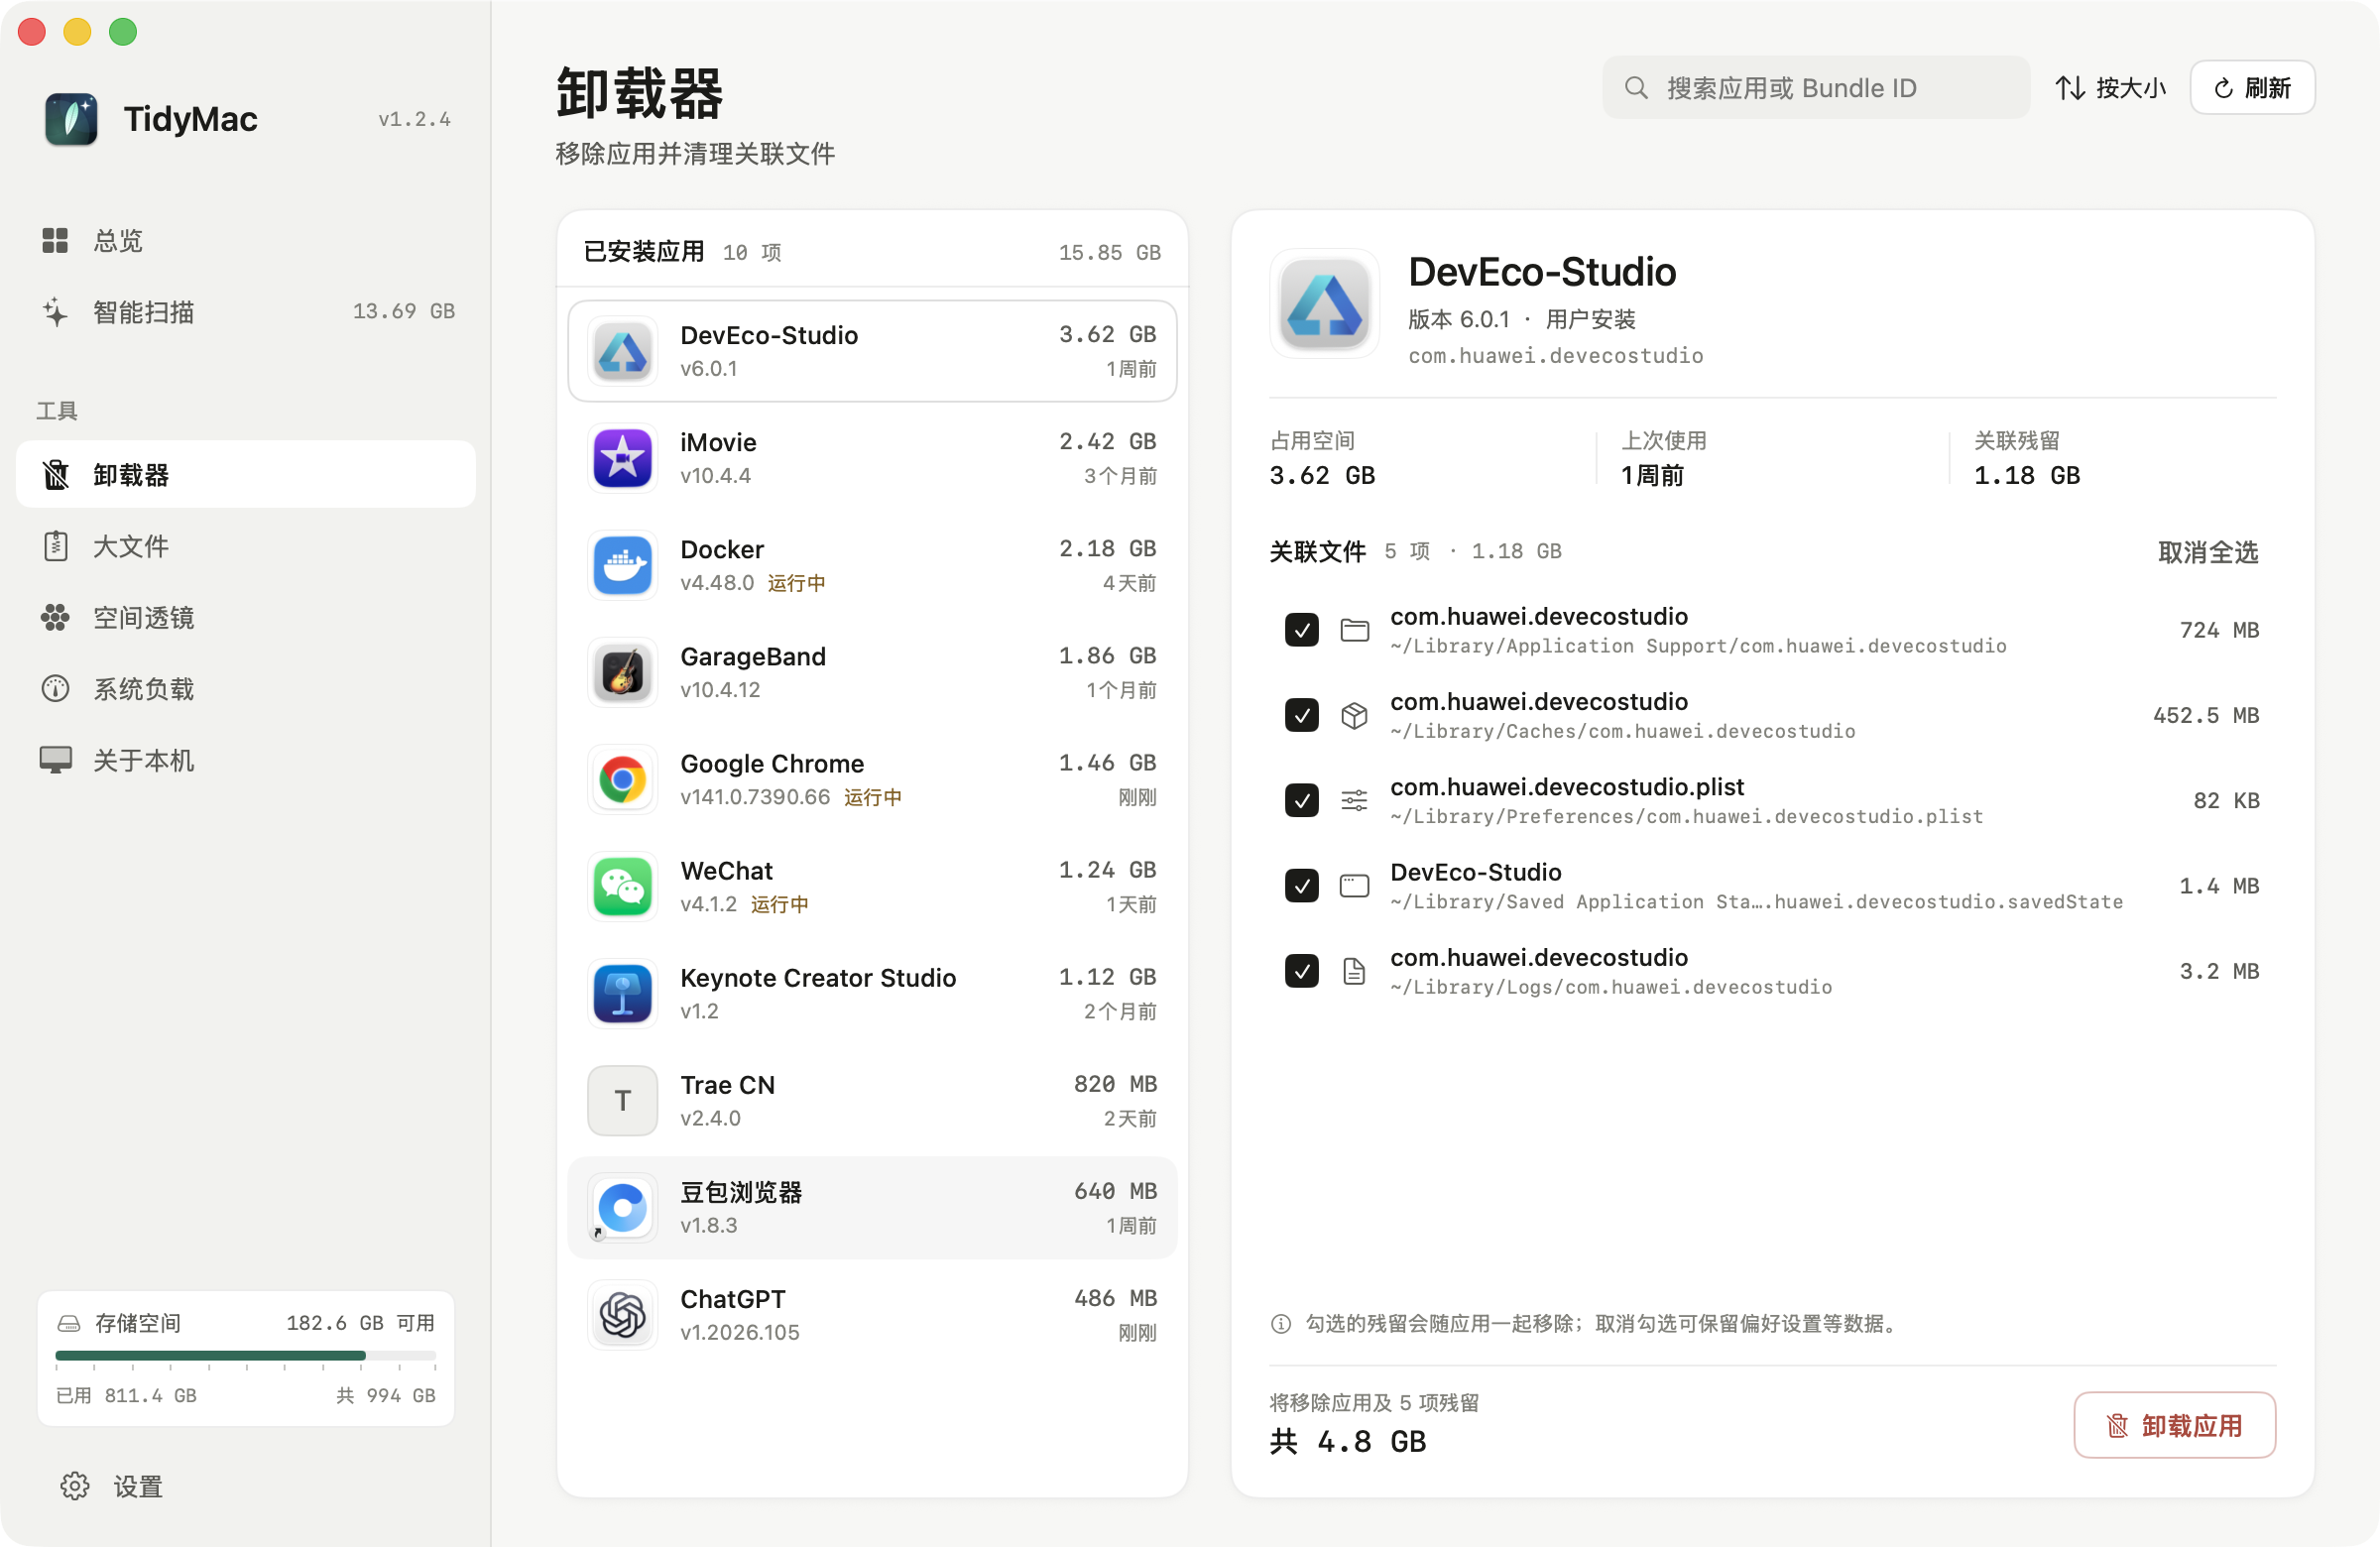 TidyMac v1.2.4
总览
智能扫描 13.69 GB
工具
卸载器
大文件
空间透镜
系统负载
关于本机
存储空间 182.6 GB 可用
已用 811.4 GB 共 994 GB
设置
卸载器
移除应用并清理关联文件
搜索应用或 Bundle ID
按大小
刷新
已安装应用 10 项 15.85 GB
DevEco-Studio 3.62 GB
v6.0.1 1周前
iMovie 2.42 GB
v10.4.4 3个月前
Docker 2.18 GB
v4.48.0 运行中 4天前
GarageBand 1.86 GB
v10.4.12 1个月前
Google Chrome 1.46 GB
v141.0.7390.66 运行中 刚刚
WeChat 1.24 GB
v4.1.2 运行中 1天前
Keynote Creator Studio 1.12 GB
v1.2 2个月前
T
Trae CN 820 MB
v2.4.0 2天前
豆包浏览器 640 MB
v1.8.3 1周前
ChatGPT 486 MB
v1.2026.105 刚刚
DevEco-Studio
版本 6.0.1 · 用户安装
com.huawei.devecostudio
占用空间 上次使用 关联残留
3.62 GB 1周前 1.18 GB
关联文件 5 项 · 1.18 GB 取消全选
com.huawei.devecostudio 724 MB
~/Library/Application Support/com.huawei.devecostudio
com.huawei.devecostudio 452.5 MB
~/Library/Caches/com.huawei.devecostudio
com.huawei.devecostudio.plist 82 KB
~/Library/Preferences/com.huawei.devecostudio.plist
DevEco-Studio 1.4 MB
~/Library/Saved Application Sta….huawei.devecostudio.savedState
com.huawei.devecostudio 3.2 MB
~/Library/Logs/com.huawei.devecostudio
勾选的残留会随应用一起移除；取消勾选可保留偏好设置等数据。
将移除应用及 5 项残留
共 4.8 GB
卸载应用